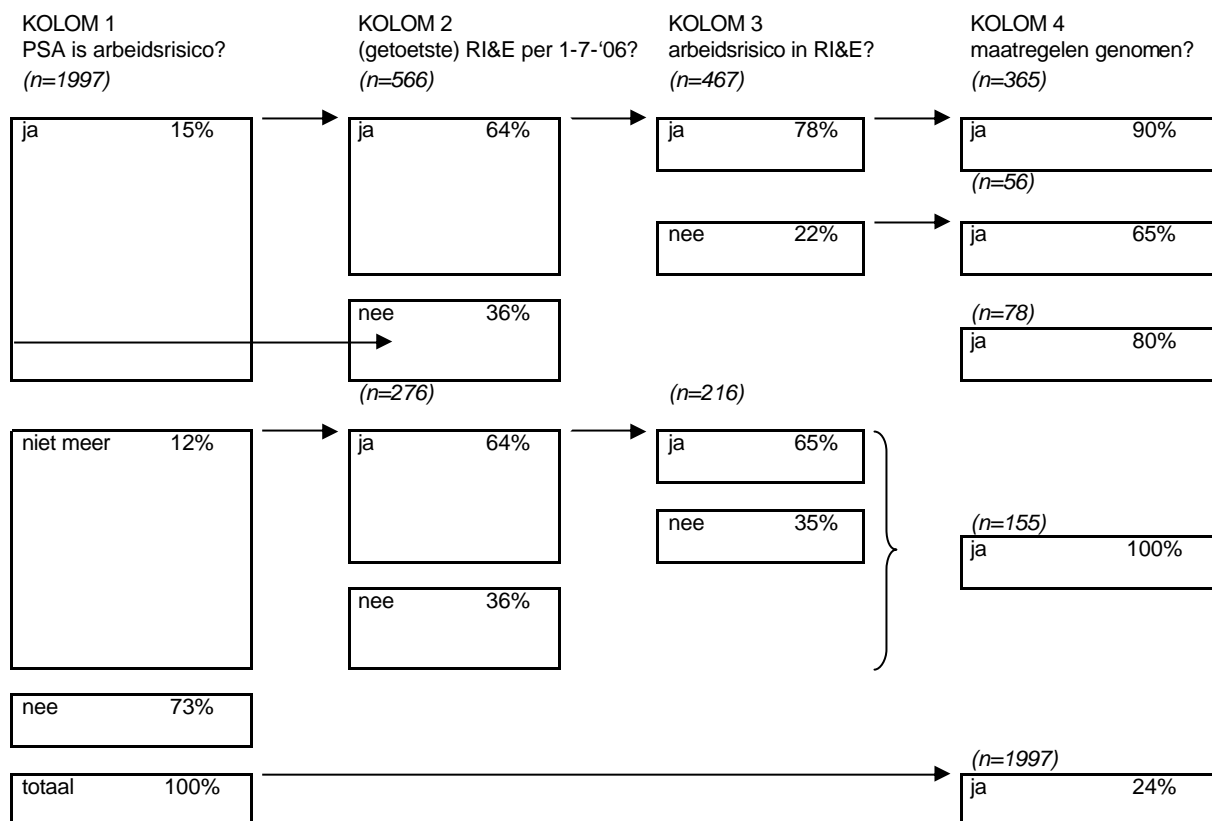 KOLOM 1 KOLOM 2 KOLOM 3 KOLOM 4
PSA is arbeidsrisico? (getoetste) RI&E per 1-7-‘06? arbeidsrisico in RI&E? maatregelen genomen?
(n=1997) (n=566) (n=467) (n=365)
ja 15% ja 64% ja 78% ja 90%
(n=56)
nee 22% ja 65%
nee 36% (n=78)
ja 80%
(n=276) (n=216)
niet meer 12% ja 64% ja 65%
nee 35% (n=155)
ja 100%
nee 36%
nee 73%
(n=1997)
totaal 100% ja 24%